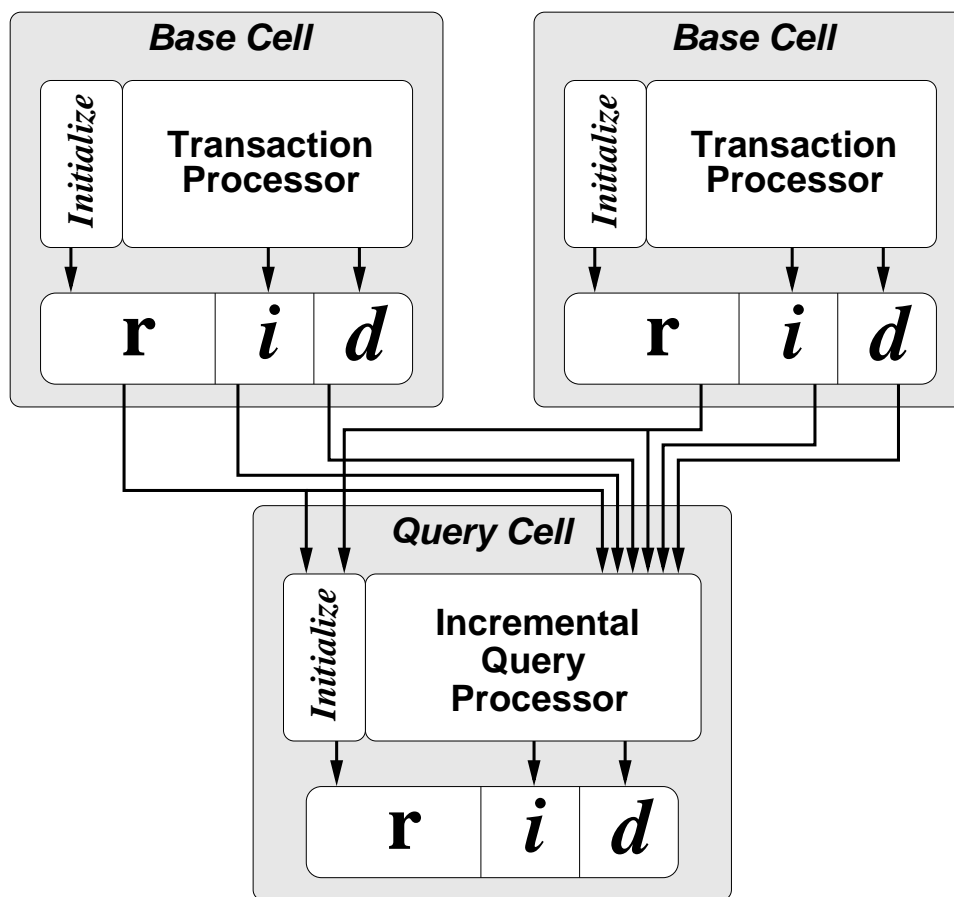 Base Cell
Initialize
Transaction
Processor
r i d
Base Cell
Initialize
Transaction
Processor
r i d
Query Cell
Initialize
Incremental
Query
Processor
r i d